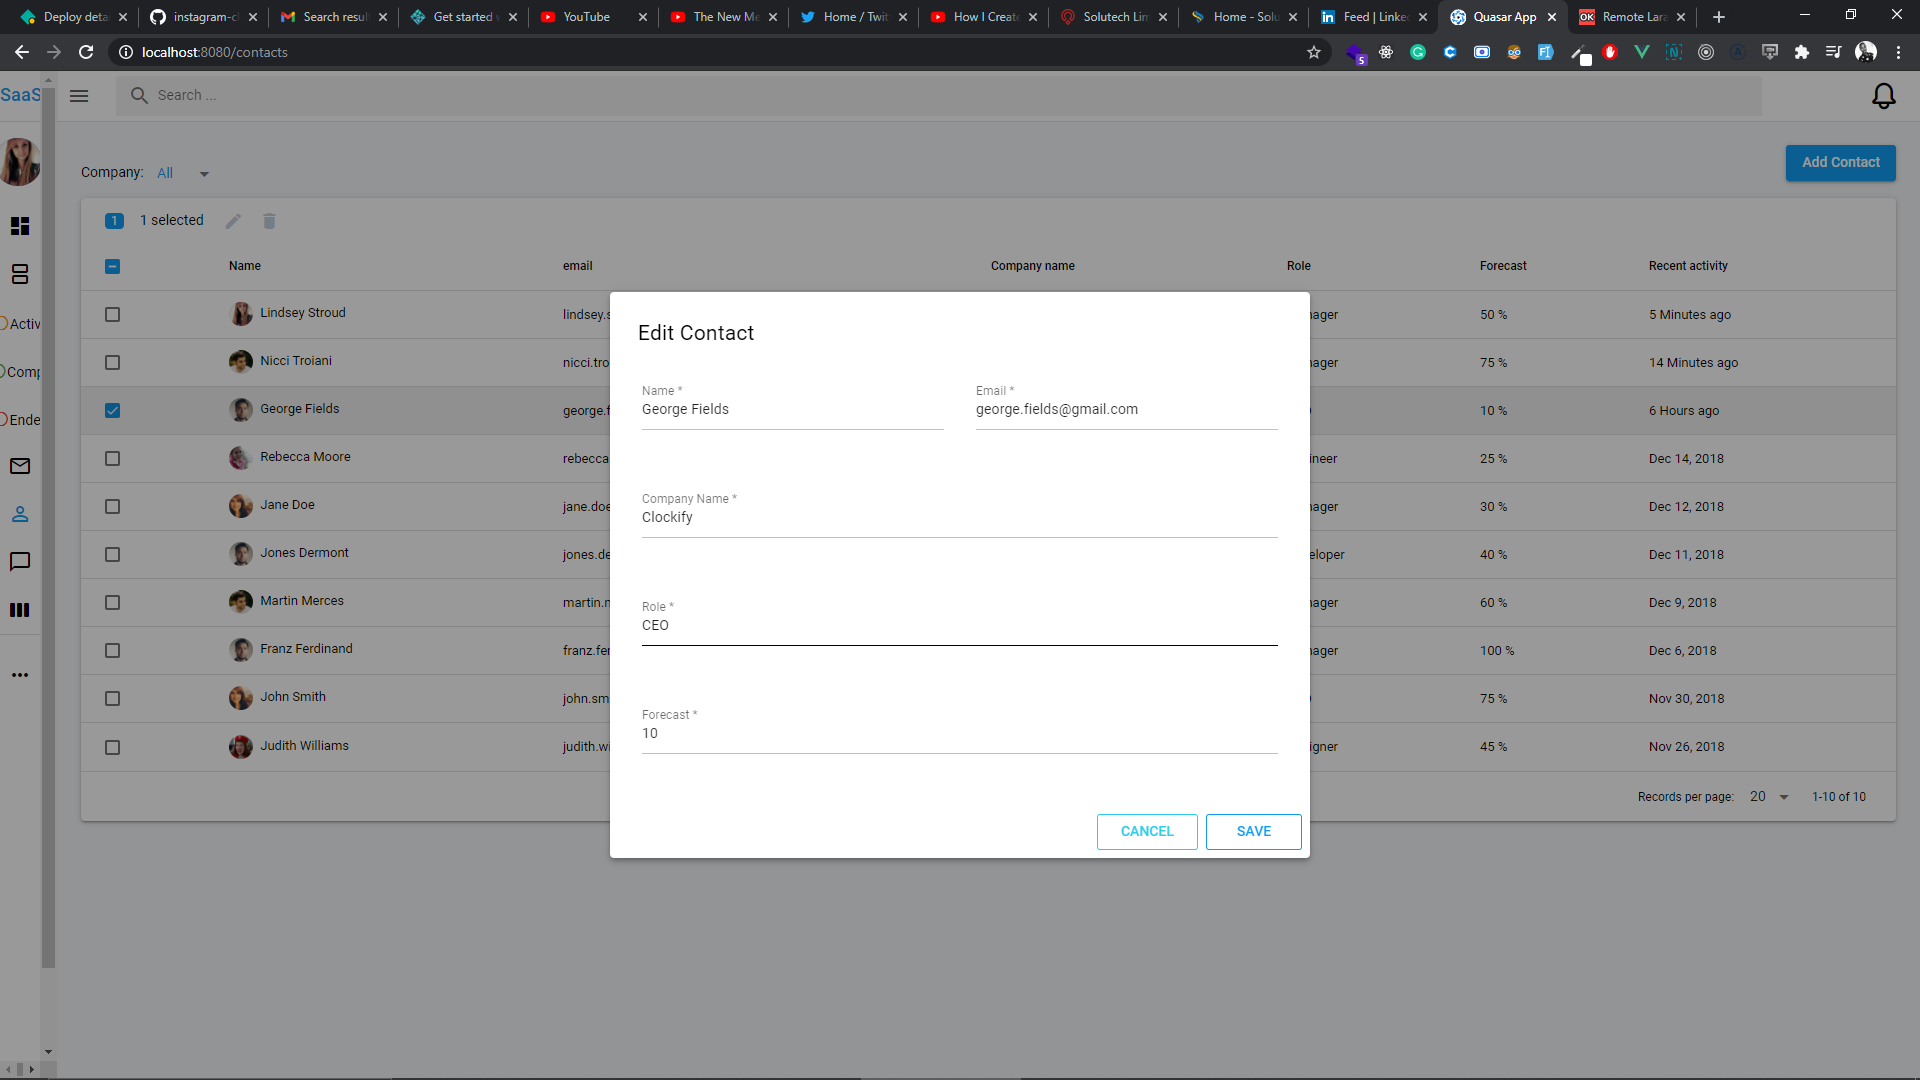 Deploy deta
instagram-cl
Search resul
Get started
YouTube
The New Me
Home / Twit
How I Create
Solutech Lim
Home - Solu
Feed | Linke
Quasar App
Remote Lara
localhost:8080/contacts
5
SaaS
Search ...
Company: All
Add Contact
1
1 selected
Name email Company name Role Forecast Recent activity
Lindsey Stroud lindsey.s ager 50 % 5 Minutes ago
Nicci Troiani nicci.tro ager 75 % 14 Minutes ago
George Fields george.f 10 % 6 Hours ago
Rebecca Moore rebecca ineer 25 % Dec 14, 2018
Jane Doe jane.doe ager 30 % Dec 12, 2018
Jones Dermont jones.de eloper 40 % Dec 11, 2018
Martin Merces martin.m ager 60 % Dec 9, 2018
Franz Ferdinand franz.fer ager 100 % Dec 6, 2018
John Smith john.sm 75 % Nov 30, 2018
Judith Williams judith.wi igner 45 % Nov 26, 2018
Records per page: 20 1-10 of 10
Activ
Comp
Ende
Edit Contact
Name *
George Fields
Email *
george.fields@gmail.com
Company Name *
Clockify
Role *
CEO
Forecast *
10
CANCEL
SAVE